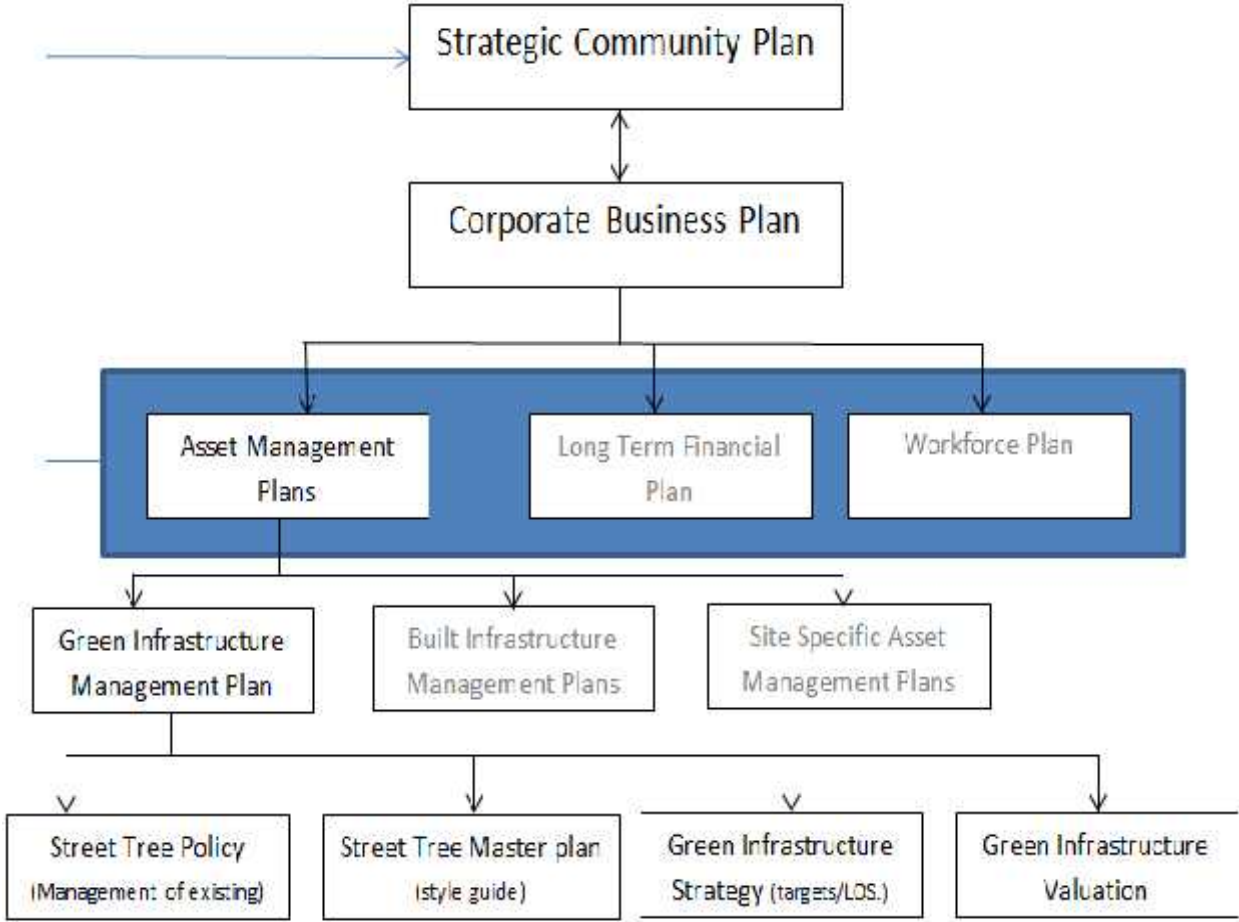 Strategic Community Plan
Corporate Business Plan
Asset Management
Plans
Long Term Financial
Plan
Workforce Plan
Green Infrastructure
Management Plan
Built Infrastructure
Management Plans
Site Specific Asset
Management Plans
Street Tree Policy
(Management of existing)
Street Tree Master plan
(style guide)
Green Infrastructure
Strategy (targets/LOS.)
Green Infrastructure
Valuation